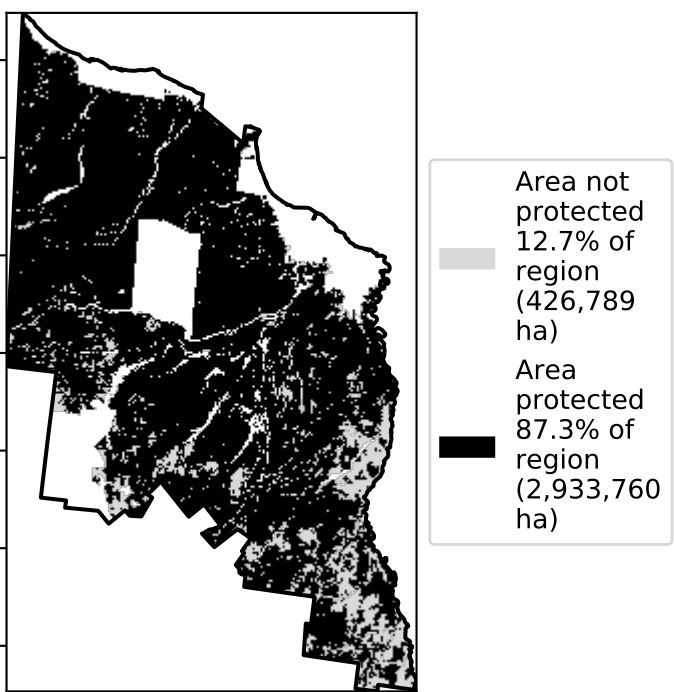 Area not
protected
12.7% of
region
(426,789
ha)
Area
protected
87.3% of
region
(2,933,760
ha)